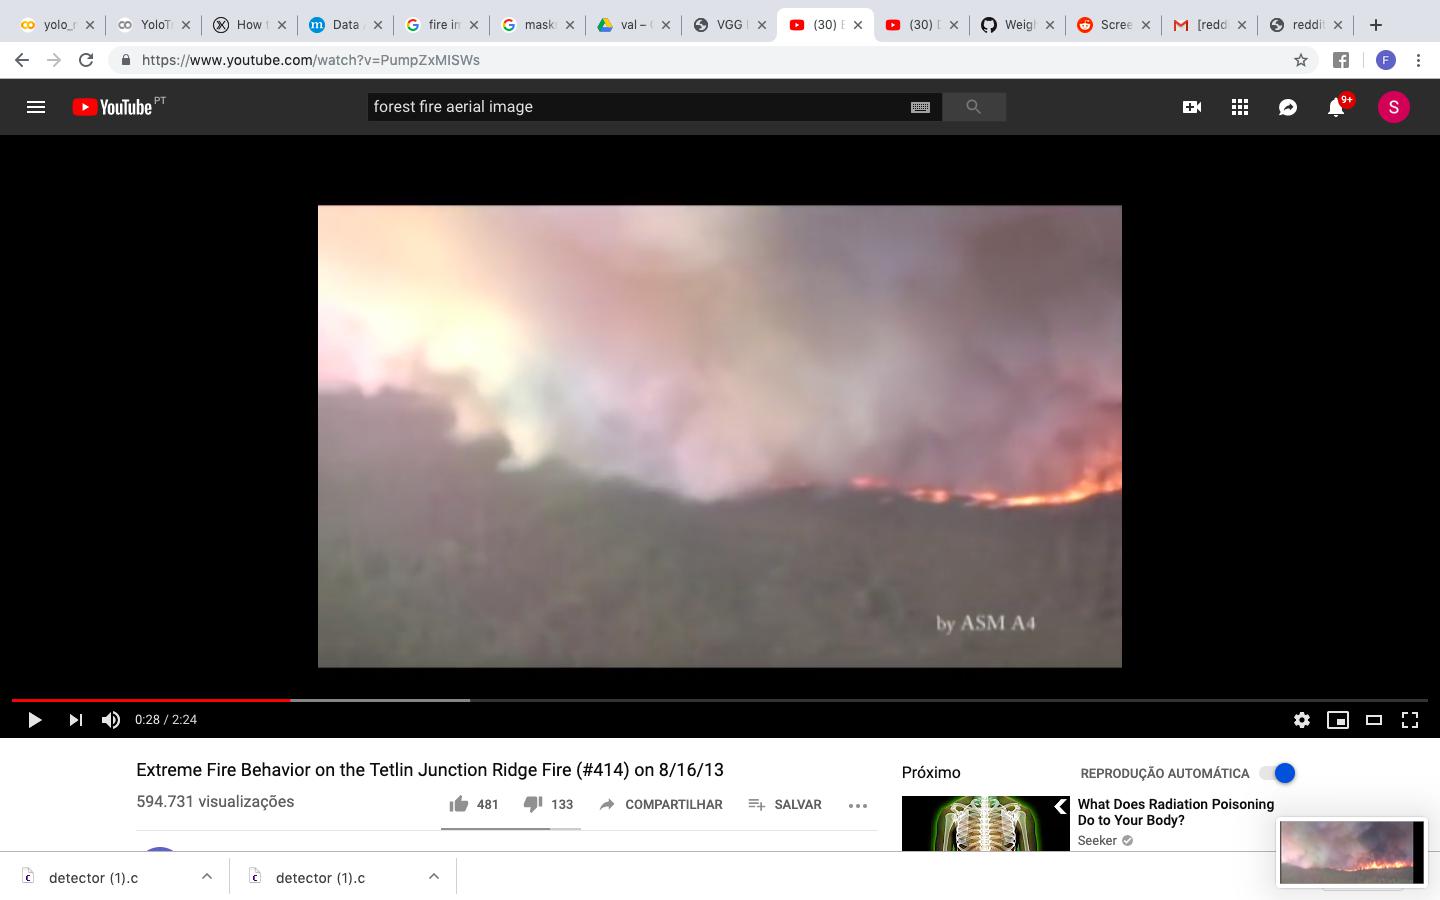 yolo_r
YoloTr
How t
Data
fire im
mask
val –
VGG
(30)
(30)
Weigh
Scree
[redd
reddit
https://www.youtube.com/watch?v=PumpZxMISWs
F
YouTube PT
forest fire aerial image
9+
S
by ASM A4
0:28 / 2:24
Extreme Fire Behavior on the Tetlin Junction Ridge Fire (#414) on 8/16/13
594.731 visualizações
481
133
COMPARTILHAR
SALVAR
Próximo
REPRODUÇÃO AUTOMÁTICA
What Does Radiation Poisoning
Do to Your Body?
Seeker
detector (1).c
detector (1).c